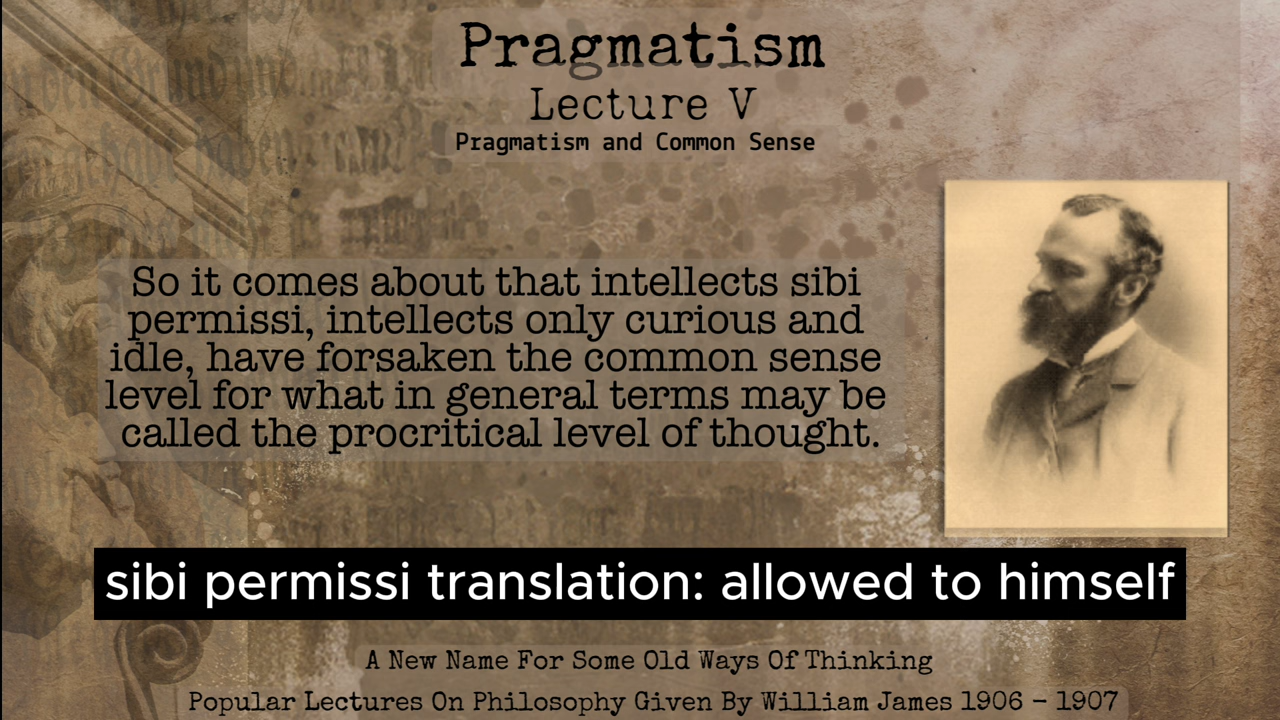 Pragmatism
Lecture V
Pragmatism and Common Sense
So it comes about that intellects sibi
permissi, intellects only curious and
idle, have forsaken the common sense
level for what in general terms may be
called the procritical level of thought.
sibi permissi translation: allowed to himself
A New Name For Some Old Ways Of Thinking
Popular Lectures On Philosophy Given By William James 1906 - 1907